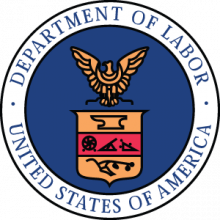 DEPARTMENT OF LABOR
UNITED STATES OF AMERICA